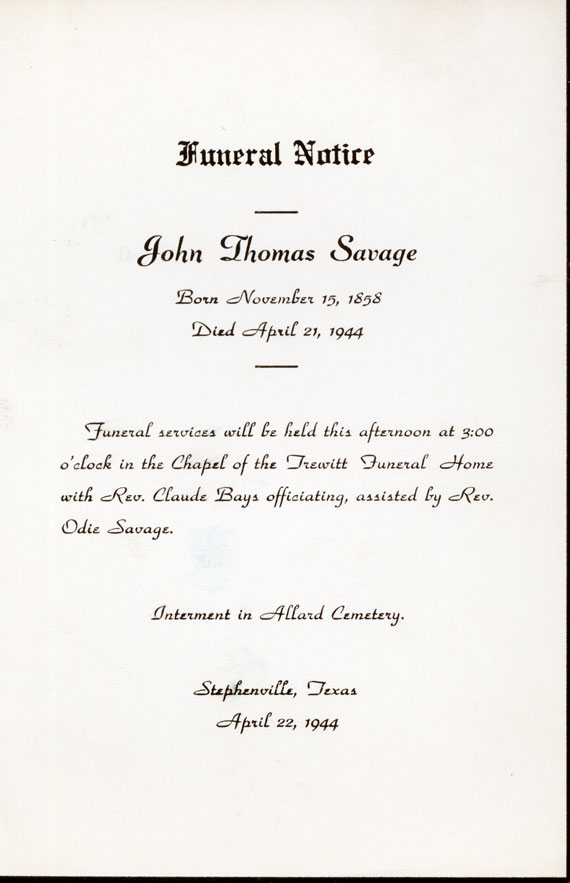 Funeral Notice
John Thomas Savage
Born November 15, 1858
Died April 21, 1944
Funeral services will be held this afternoon at 3:00
o'clock in the Chapel of the Trewitt Funeral Home
with Rev. Claude Bays officiating, assisted by Rev.
Odie Savage.
Interment in Allard Cemetery.
Stephenville, Texas
April 22, 1944